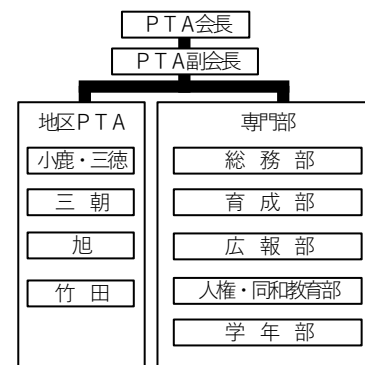 ＰＴＡ会長
ＰＴＡ副会長
地区ＰＴＡ
小鹿・三徳
三　朝
旭
竹　田
専門部
総　務　部
育　成　部
広　報　部
人権・同和教育部
学　年　部